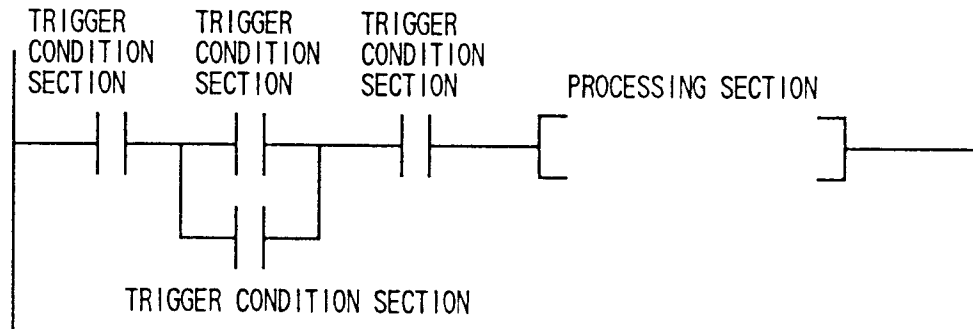 TRIGGER
CONDITION
SECTION
TRIGGER
CONDITION
SECTION
TRIGGER
CONDITION
SECTION
PROCESSING SECTION
TRIGGER CONDITION SECTION